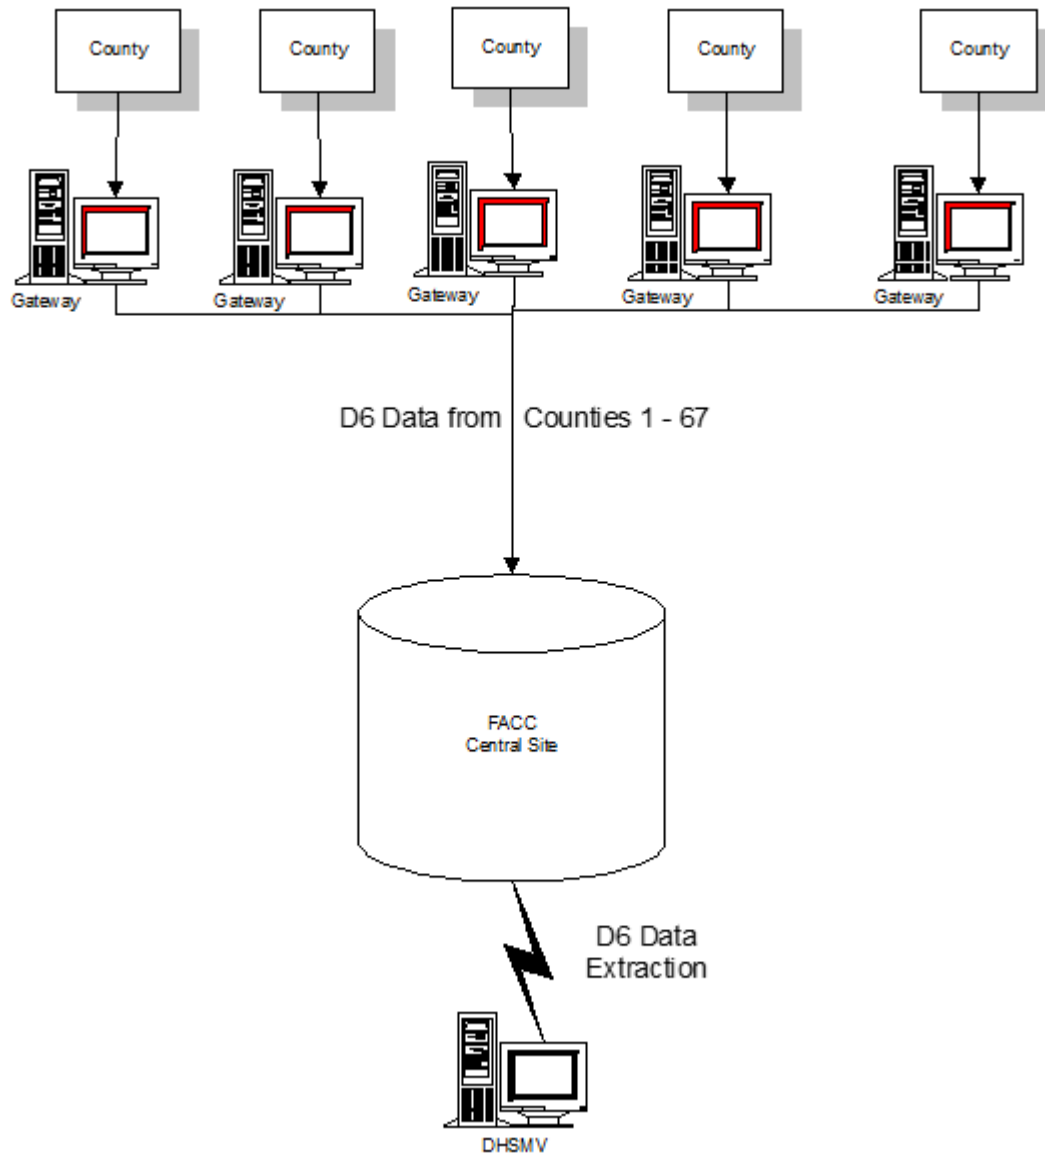 County
County
County
County
County
Gateway
Gateway
Gateway
Gateway
Gateway
D6 Data from Counties 1 - 67
FACC
Central Site
D6 Data
Extraction
DHSMV